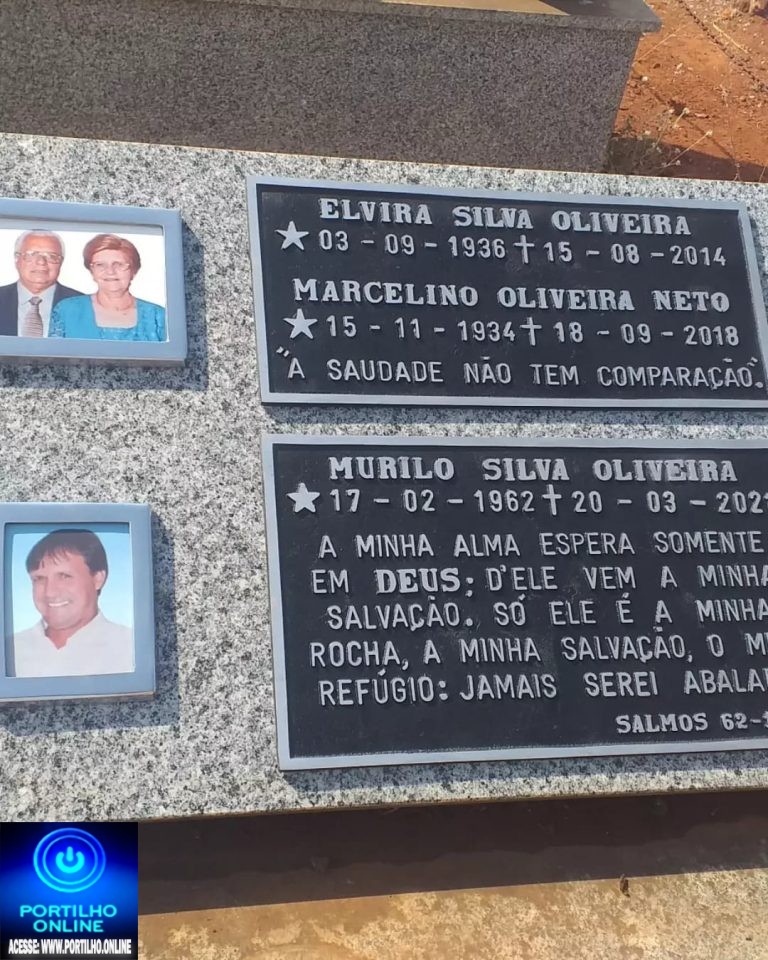 ELVIRA SILVA OLIVEIRA
03 - 09 - 1936 15 - 08 - 2014
MARCELINO OLIVEIRA NETO
15 - 11 - 1934 18 - 09 - 2018
"A SAUDADE NÃO TEM COMPARAÇÃO".
MURILO SILVA OLIVEIRA
17 - 02 - 1962 20 - 03 - 2021
A MINHA ALMA ESPERA SOMENTE
EM DEUS; D'ELE VEM A MINHA
SALVAÇÃO. SÓ ELE É A MINHA
ROCHA, A MINHA SALVAÇÃO, O
REFÚGIO: JAMAIS SEREI
SALMOS 62-
PORTILHO
ONLINE
ACESSE: WWW.PORTILHO.ONLINE